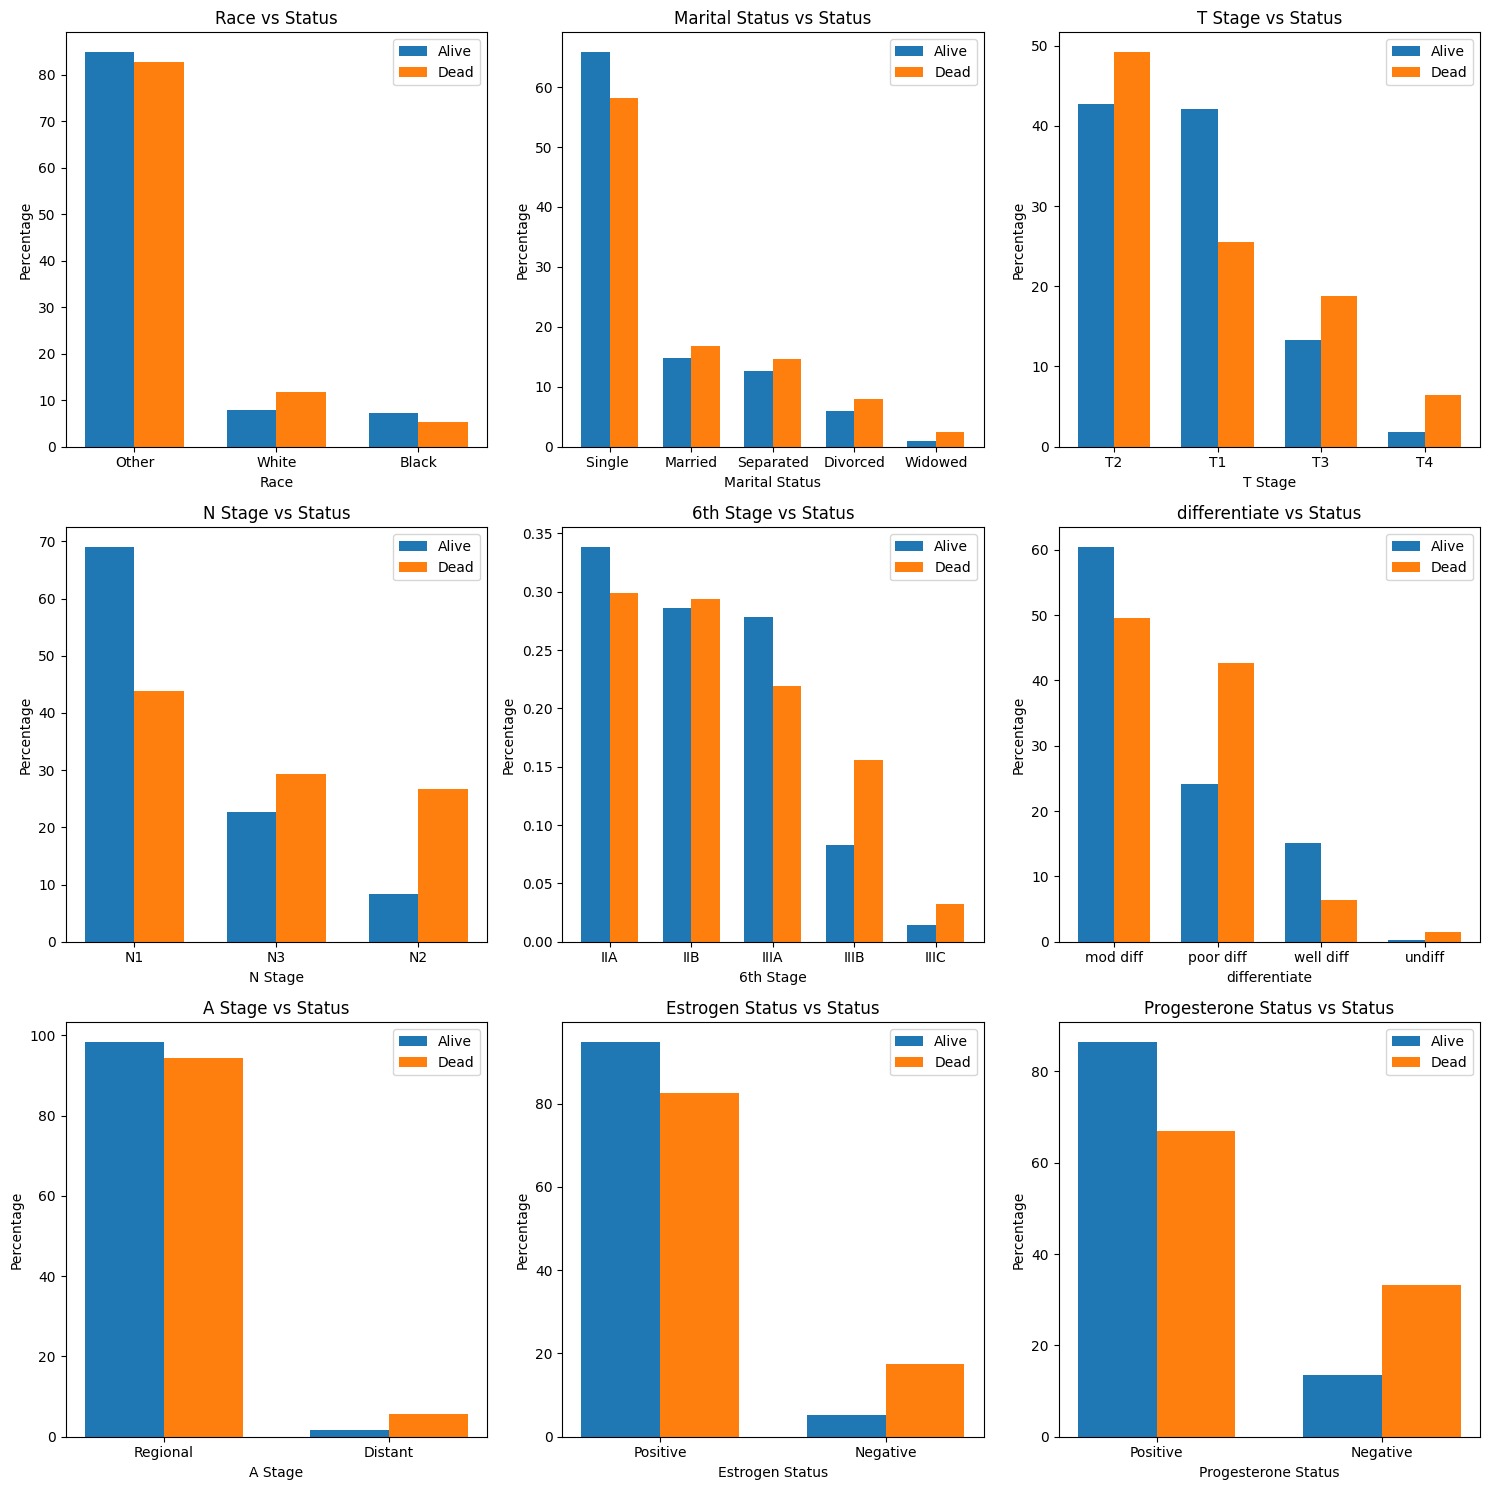 Race vs Status
Alive
Dead
80
70
60
50
40
30
20
10
0
Percentage
Other
White
Black
Race
Marital Status vs Status
Alive
Dead
60
50
40
30
20
10
0
Percentage
Single
Married
Separated
Divorced
Widowed
Marital Status
T Stage vs Status
Alive
Dead
50
40
30
20
10
0
Percentage
T2
T1
T3
T4
T Stage
N Stage vs Status
Alive
Dead
70
60
50
40
30
20
10
0
Percentage
N1
N3
N2
N Stage
6th Stage vs Status
Alive
Dead
0.35
0.30
0.25
0.20
0.15
0.10
0.05
0.00
Percentage
IIA
IIB
IIIA
IIIB
IIIC
6th Stage
differentiate vs Status
Alive
Dead
60
50
40
30
20
10
0
Percentage
mod diff
poor diff
well diff
undiff
differentiate
A Stage vs Status
Alive
Dead
100
80
60
40
20
0
Percentage
Regional
Distant
A Stage
Estrogen Status vs Status
Alive
Dead
80
60
40
20
0
Percentage
Positive
Negative
Estrogen Status
Progesterone Status vs Status
Alive
Dead
80
60
40
20
0
Percentage
Positive
Negative
Progesterone Status